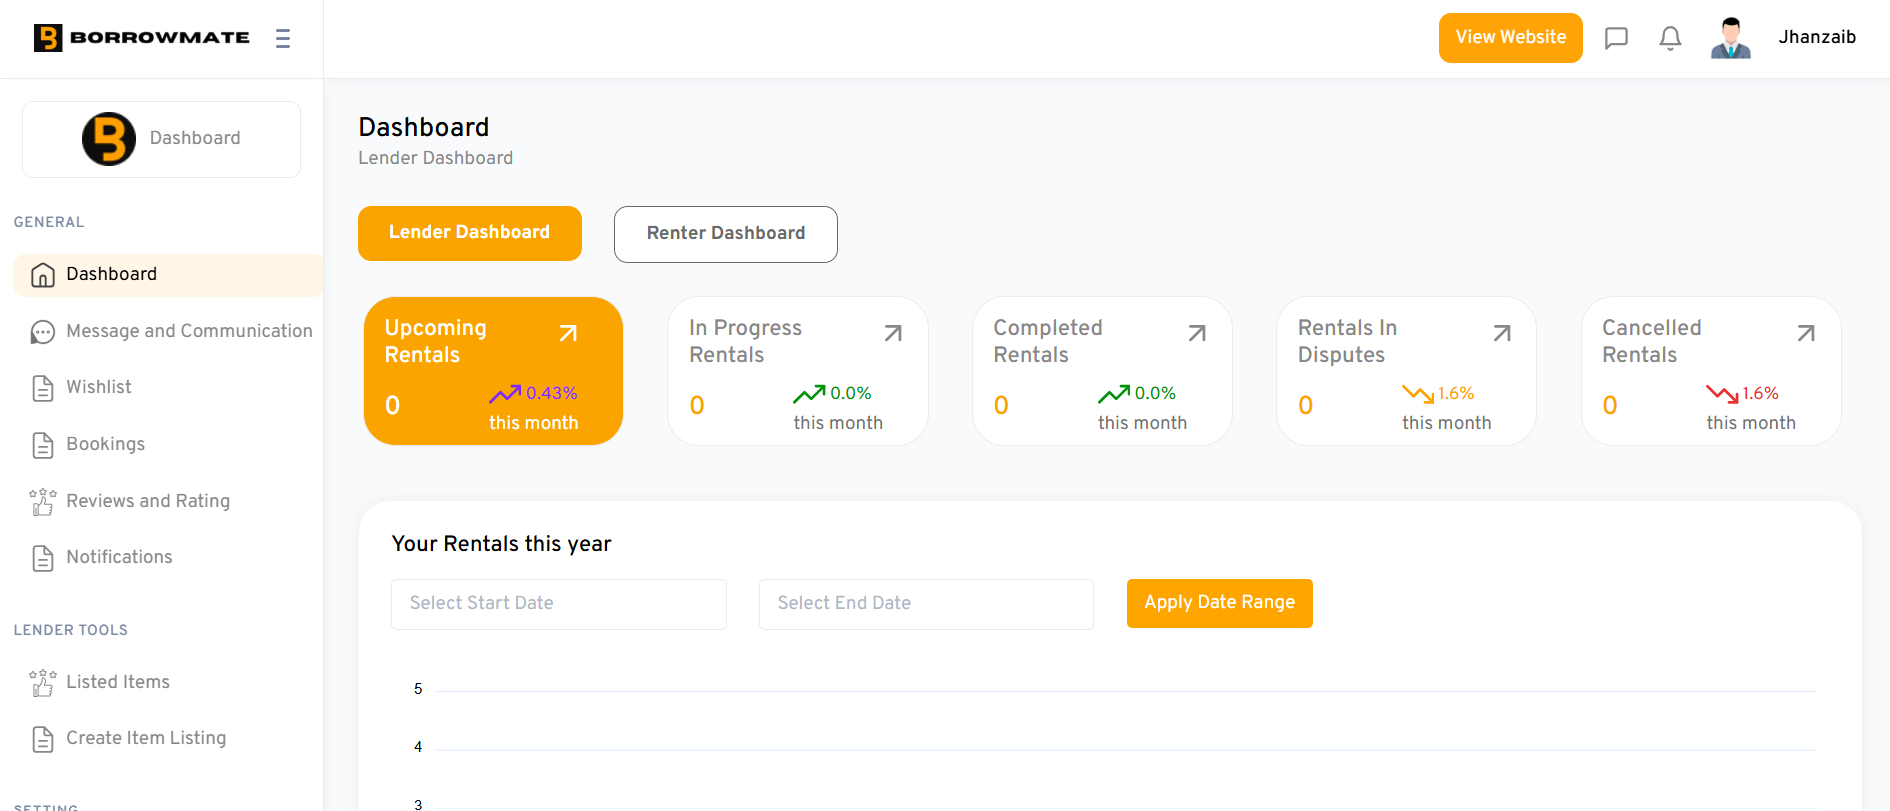 BORROWMATE
View Website
Jhanzaib
Dashboard
GENERAL
Dashboard
Message and Communication
Wishlist
Bookings
Reviews and Rating
Notifications
LENDER TOOLS
Listed Items
Create Item Listing
SETTING
Dashboard
Lender Dashboard
Lender Dashboard
Renter Dashboard
Upcoming
Rentals
0
0.43%
this month
In Progress
Rentals
0
0.0%
this month
Completed
Rentals
0
0.0%
this month
Rentals In
Disputes
0
1.6%
this month
Cancelled
Rentals
0
1.6%
this month
Your Rentals this year
Select Start Date
Select End Date
Apply Date Range
5
4
3